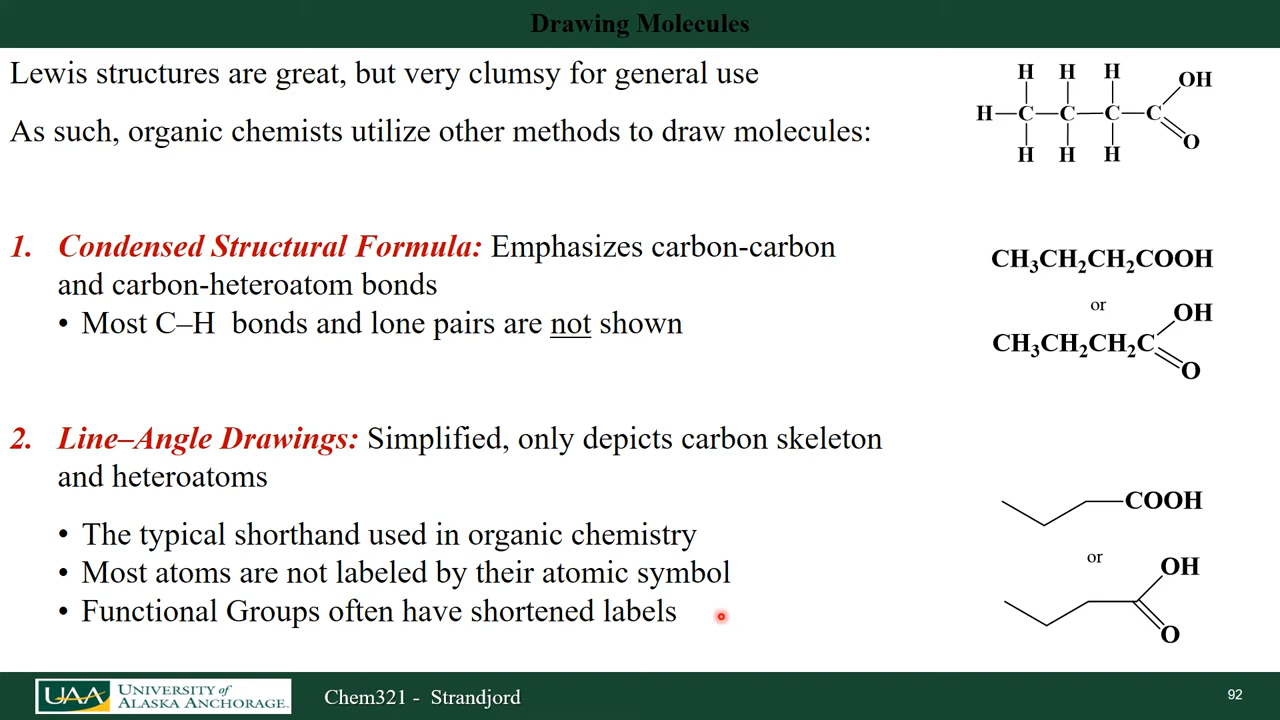 Drawing Molecules
Lewis structures are great, but very clumsy for general use
As such, organic chemists utilize other methods to draw molecules:
H H H OH
H C C C C
H H H O
1. Condensed Structural Formula: Emphasizes carbon-carbon
and carbon-heteroatom bonds
• Most C–H bonds and lone pairs are not shown
CH₃CH₂CH₂COOH
or
OH
CH₃CH₂CH₂C
O
2. Line–Angle Drawings: Simplified, only depicts carbon skeleton
and heteroatoms
• The typical shorthand used in organic chemistry
• Most atoms are not labeled by their atomic symbol
• Functional Groups often have shortened labels
COOH
or
OH
O
UAA UNIVERSITY of
ALASKA ANCHORAGE.
Chem321 - Strandjord
92